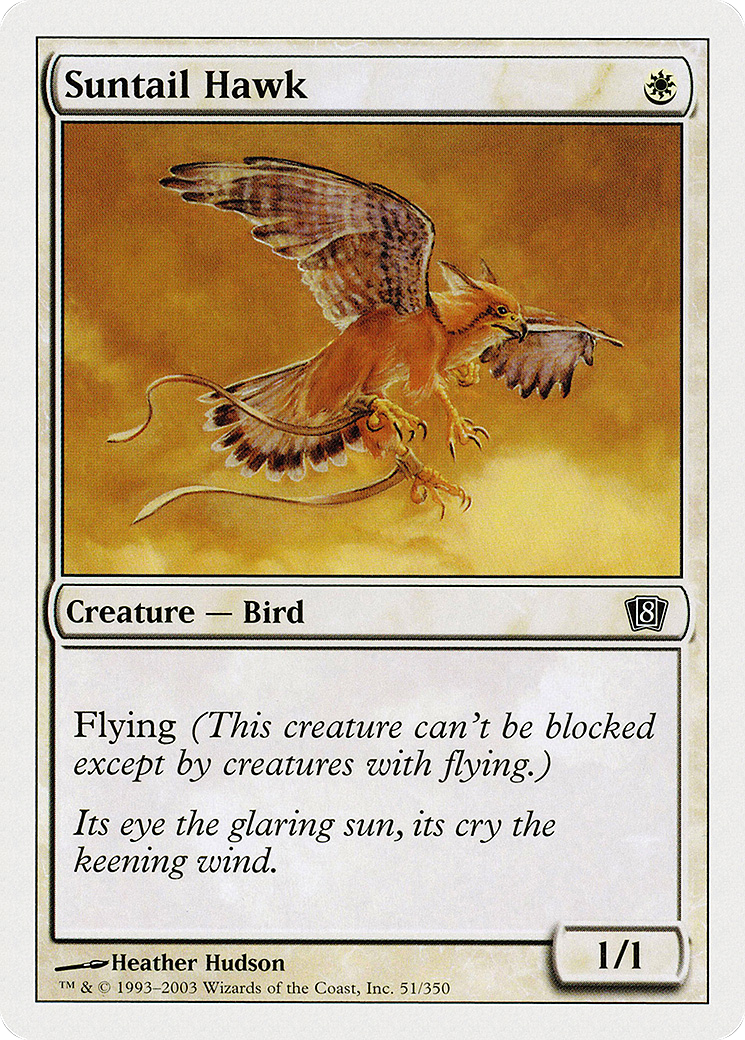 Suntail Hawk
Creature — Bird
8
Flying (This creature can't be blocked
except by creatures with flying.)
Its eye the glaring sun, its cry the
keening wind.
1/1
Heather Hudson
™ & © 1993–2003 Wizards of the Coast, Inc. 51/350